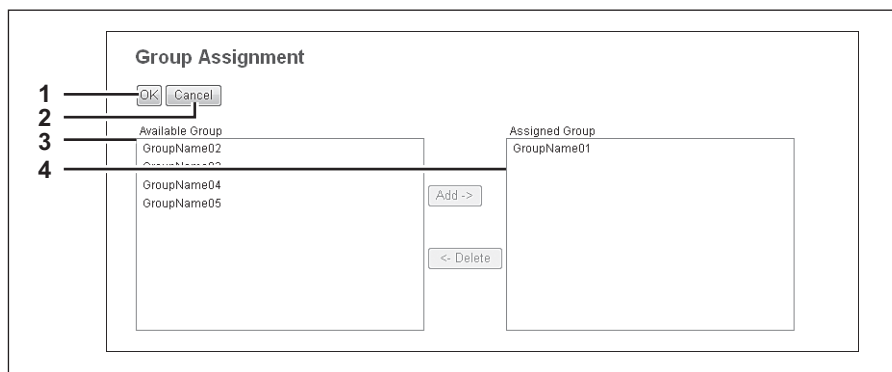 Group Assignment
1
OK Cancel
2
Available Group
Assigned Group
3
GroupName02
GroupName01
4
GroupName04
Add ->
GroupName05
<- Delete